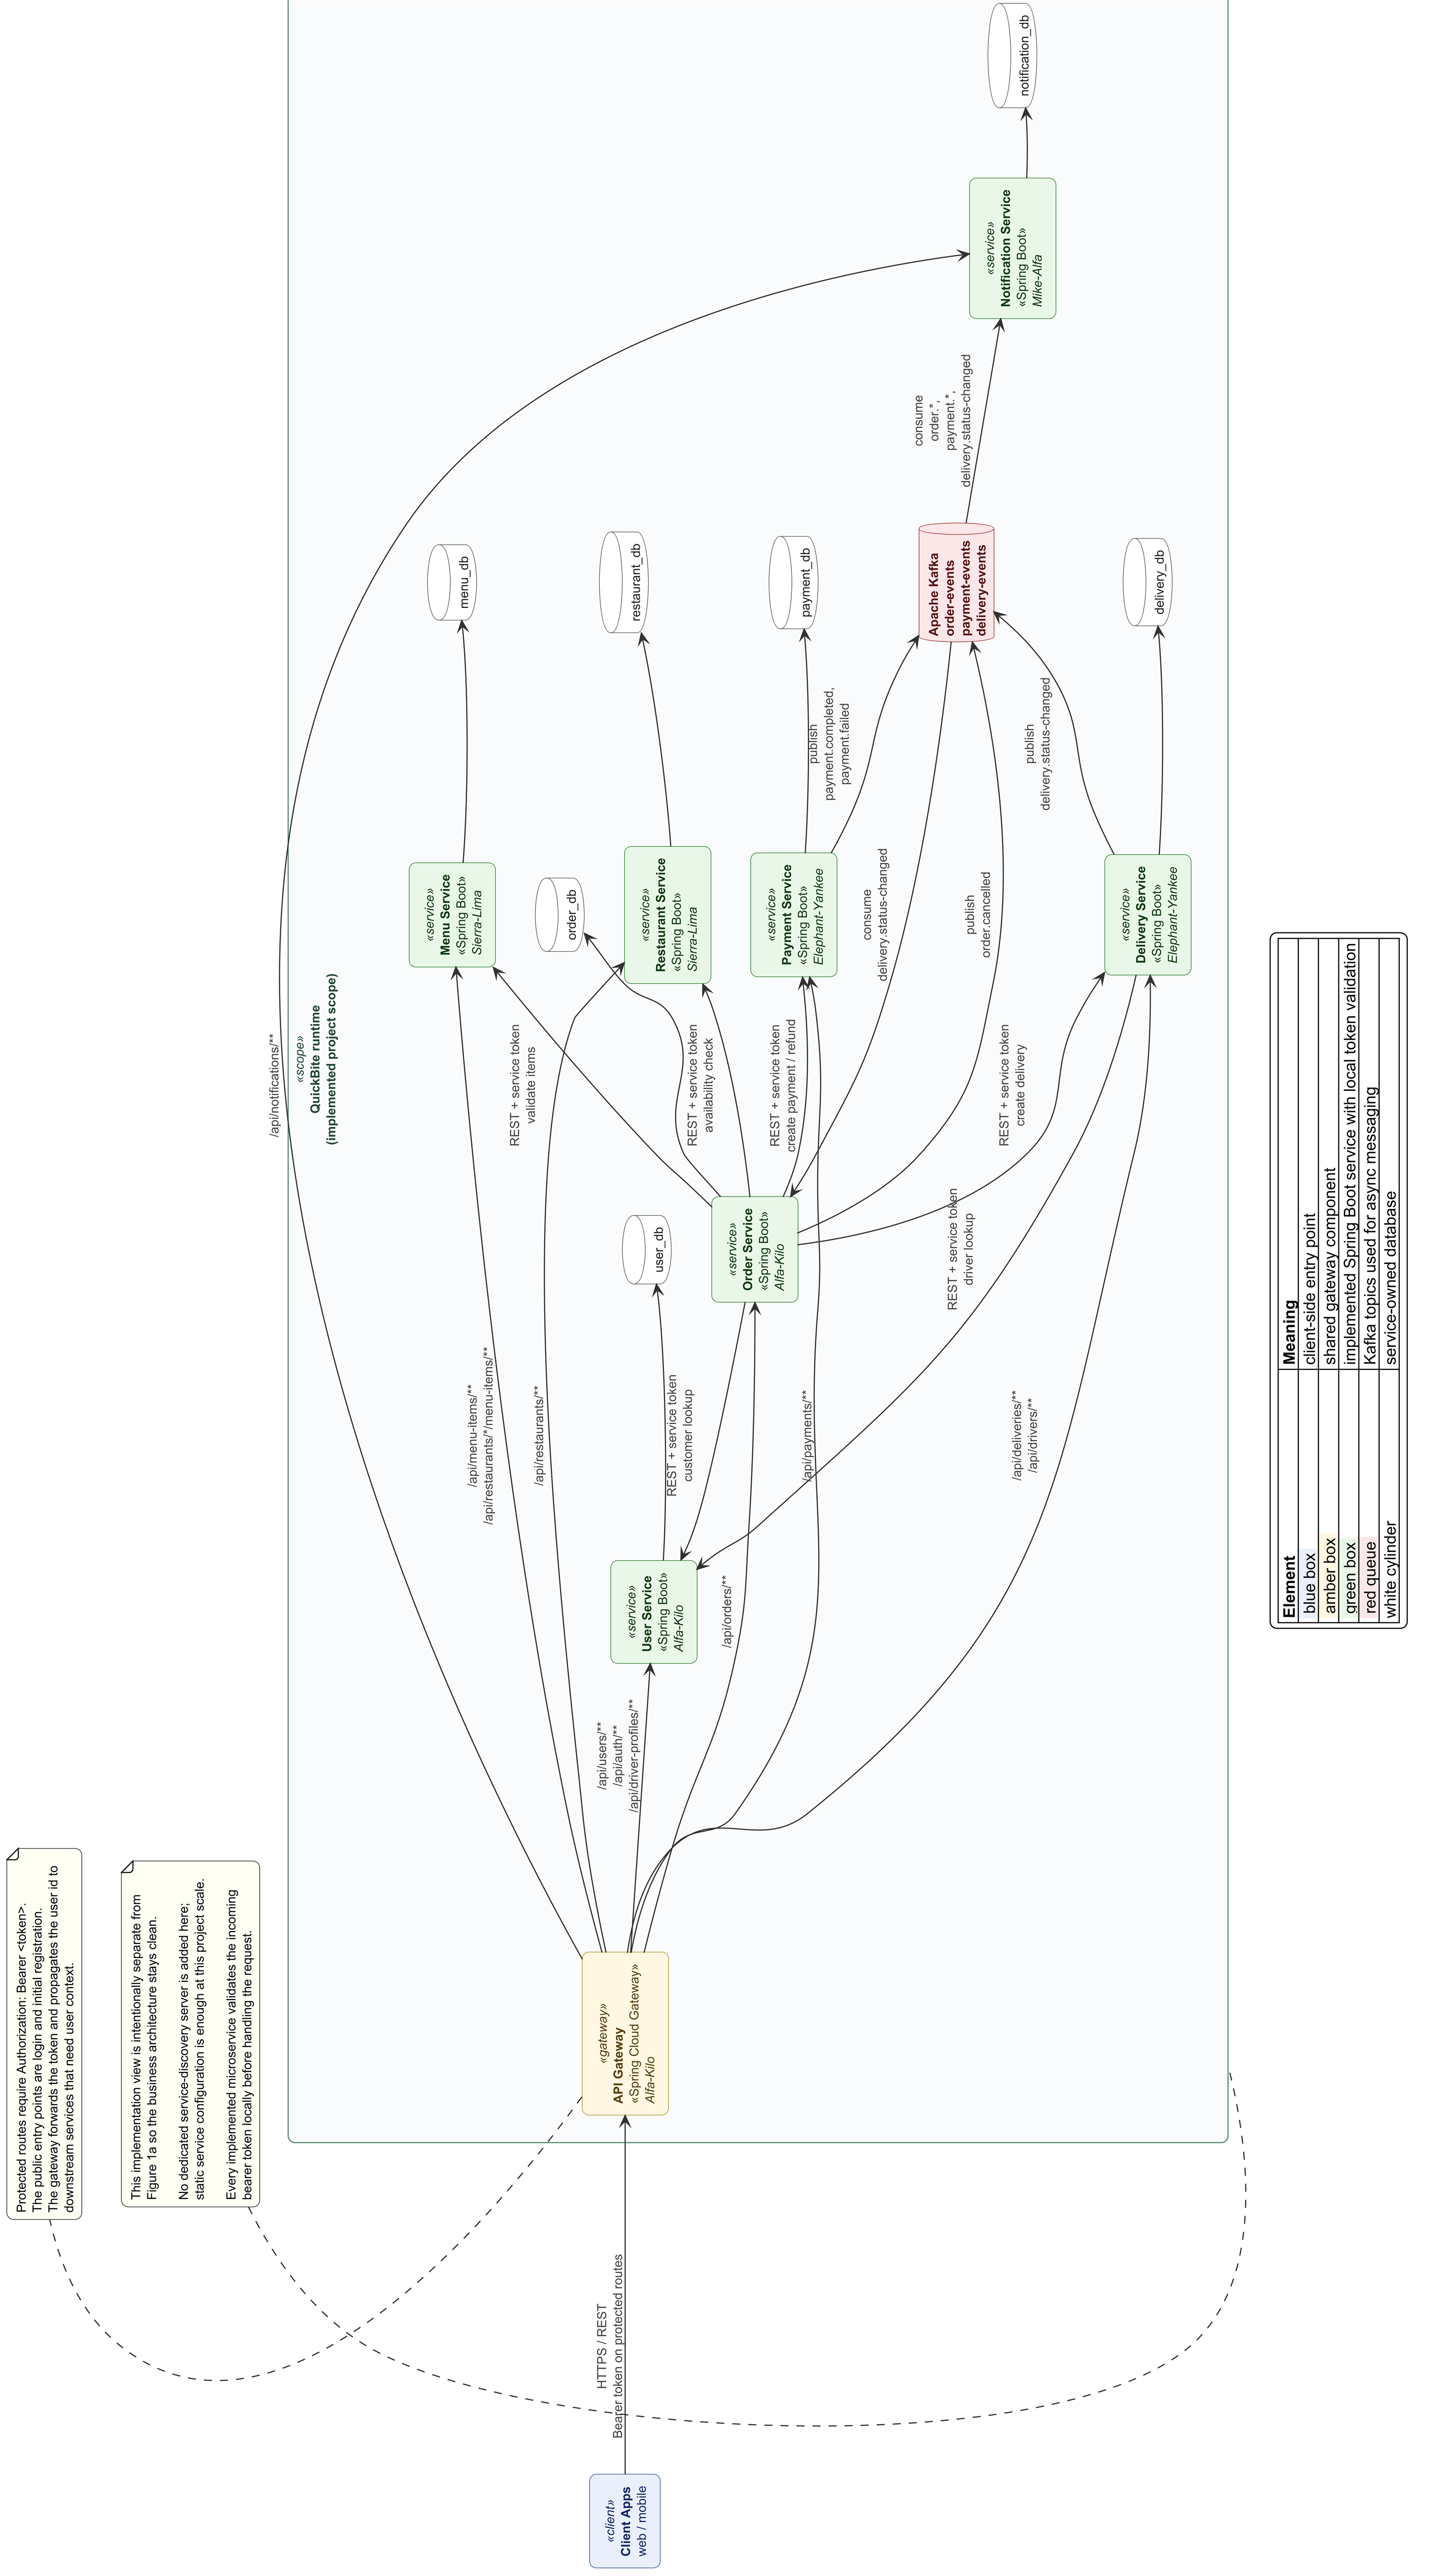 Protected routes require Authorization: Bearer <token>.
The public entry points are login and initial registration.
The gateway forwards the token and propagates the user id to
downstream services that need user context.
This implementation view is intentionally separate from
Figure 1a so the business architecture stays clean.
No dedicated service-discovery server is added here;
static service configuration is enough at this project scale.
Every implemented microservice validates the incoming
bearer token locally before handling the request.
/api/notifications/**
«scope»
QuickBite runtime
(implemented project scope)
«client»
Client Apps
web / mobile
HTTPS / REST
Bearer token on protected routes
«gateway»
API Gateway
«Spring Cloud Gateway»
Alfa-Kilo
/api/users/**
/api/auth/**
/api/driver-profiles/**
/api/menu-items/**
/api/restaurants/*/menu-items/**
/api/restaurants/**
/api/orders/**
/api/payments/**
/api/deliveries/**
/api/drivers/**
«service»
User Service
«Spring Boot»
Alfa-Kilo
REST + service token
customer lookup
user_db
«service»
Order Service
«Spring Boot»
Alfa-Kilo
REST + service token
driver lookup
REST + service token
validate items
REST + service token
availability check
REST + service token
create payment / refund
consume
delivery.status-changed
publish
order.cancelled
REST + service token
create delivery
order_db
«service»
Menu Service
«Spring Boot»
Sierra-Lima
«service»
Restaurant Service
«Spring Boot»
Sierra-Lima
«service»
Payment Service
«Spring Boot»
Elephant-Yankee
«service»
Delivery Service
«Spring Boot»
Elephant-Yankee
publish
payment.completed,
payment.failed
publish
delivery.status-changed
menu_db
restaurant_db
payment_db
Apache Kafka
order-events
payment-events
delivery-events
delivery_db
consume
order.*,
payment.*,
delivery.status-changed
«service»
Notification Service
«Spring Boot»
Mike-Alfa
notification_db
Element Meaning
blue box client-side entry point
amber box shared gateway component
green box implemented Spring Boot service with local token validation
red queue Kafka topics used for async messaging
white cylinder service-owned database